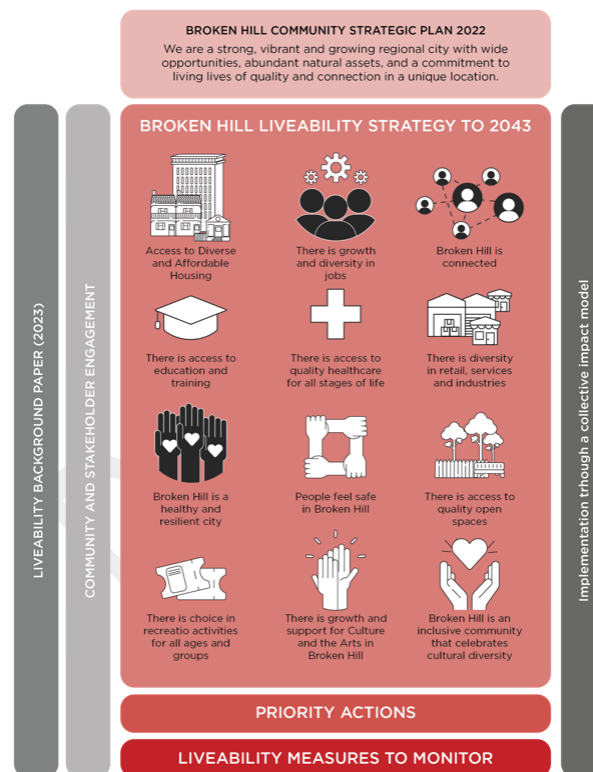 BROKEN HILL COMMUNITY STRATEGIC PLAN 2022
We are a strong, vibrant and growing regional city with wide
opportunities, abundant natural assets, and a commitment to
living lives of quality and connection in a unique location.
LIVEABILITY BACKGROUND PAPER (2023)
COMMUNITY AND STAKEHOLDER ENGAGEMENT
BROKEN HILL LIVEABILITY STRATEGY TO 2043
Access to Diverse
and Affordable
Housing
There is growth
and diversity in
jobs
Broken Hill is
connected
There is access to
education and
training
There is access to
quality healthcare
for all stages of life
There is diversity
in retail, services
and industries
Broken Hill is a
healthy and
resilient city
People feel safe
in Broken Hill
There is access to
quality open
spaces
There is choice in
recreatio activities
for all ages and
groups
There is growth and
support for Culture
and the Arts in
Broken Hill
Broken Hill is an
inclusive community
that celebrates
cultural diversity
PRIORITY ACTIONS
LIVEABILITY MEASURES TO MONITOR
Implementation trhough a collective impact model